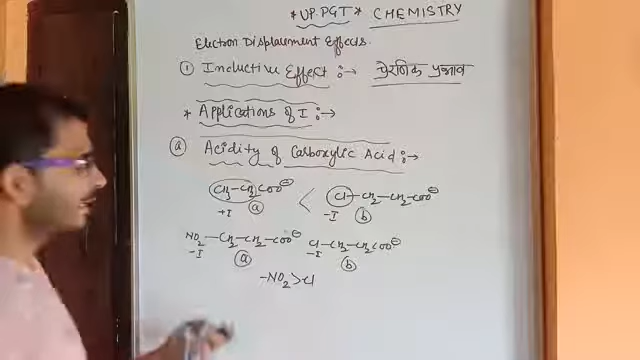 * UP.PGT * CHEMISTRY
Electron Displacement Effects.
① Inductive Effect :→ प्रेरणिक प्रभाव
* Applications of I :→
ⓐ Acidity of Carboxylic Acid :→
CH₃-CH₂COO⊖ < Cl-CH₂-CH₂-COO⊖
+I ⓐ -I ⓑ
NO₂-CH₂-CH₂-COO⊖ Cl-CH₂-CH₂COO⊖
-I ⓐ -I ⓑ
-NO₂>Cl